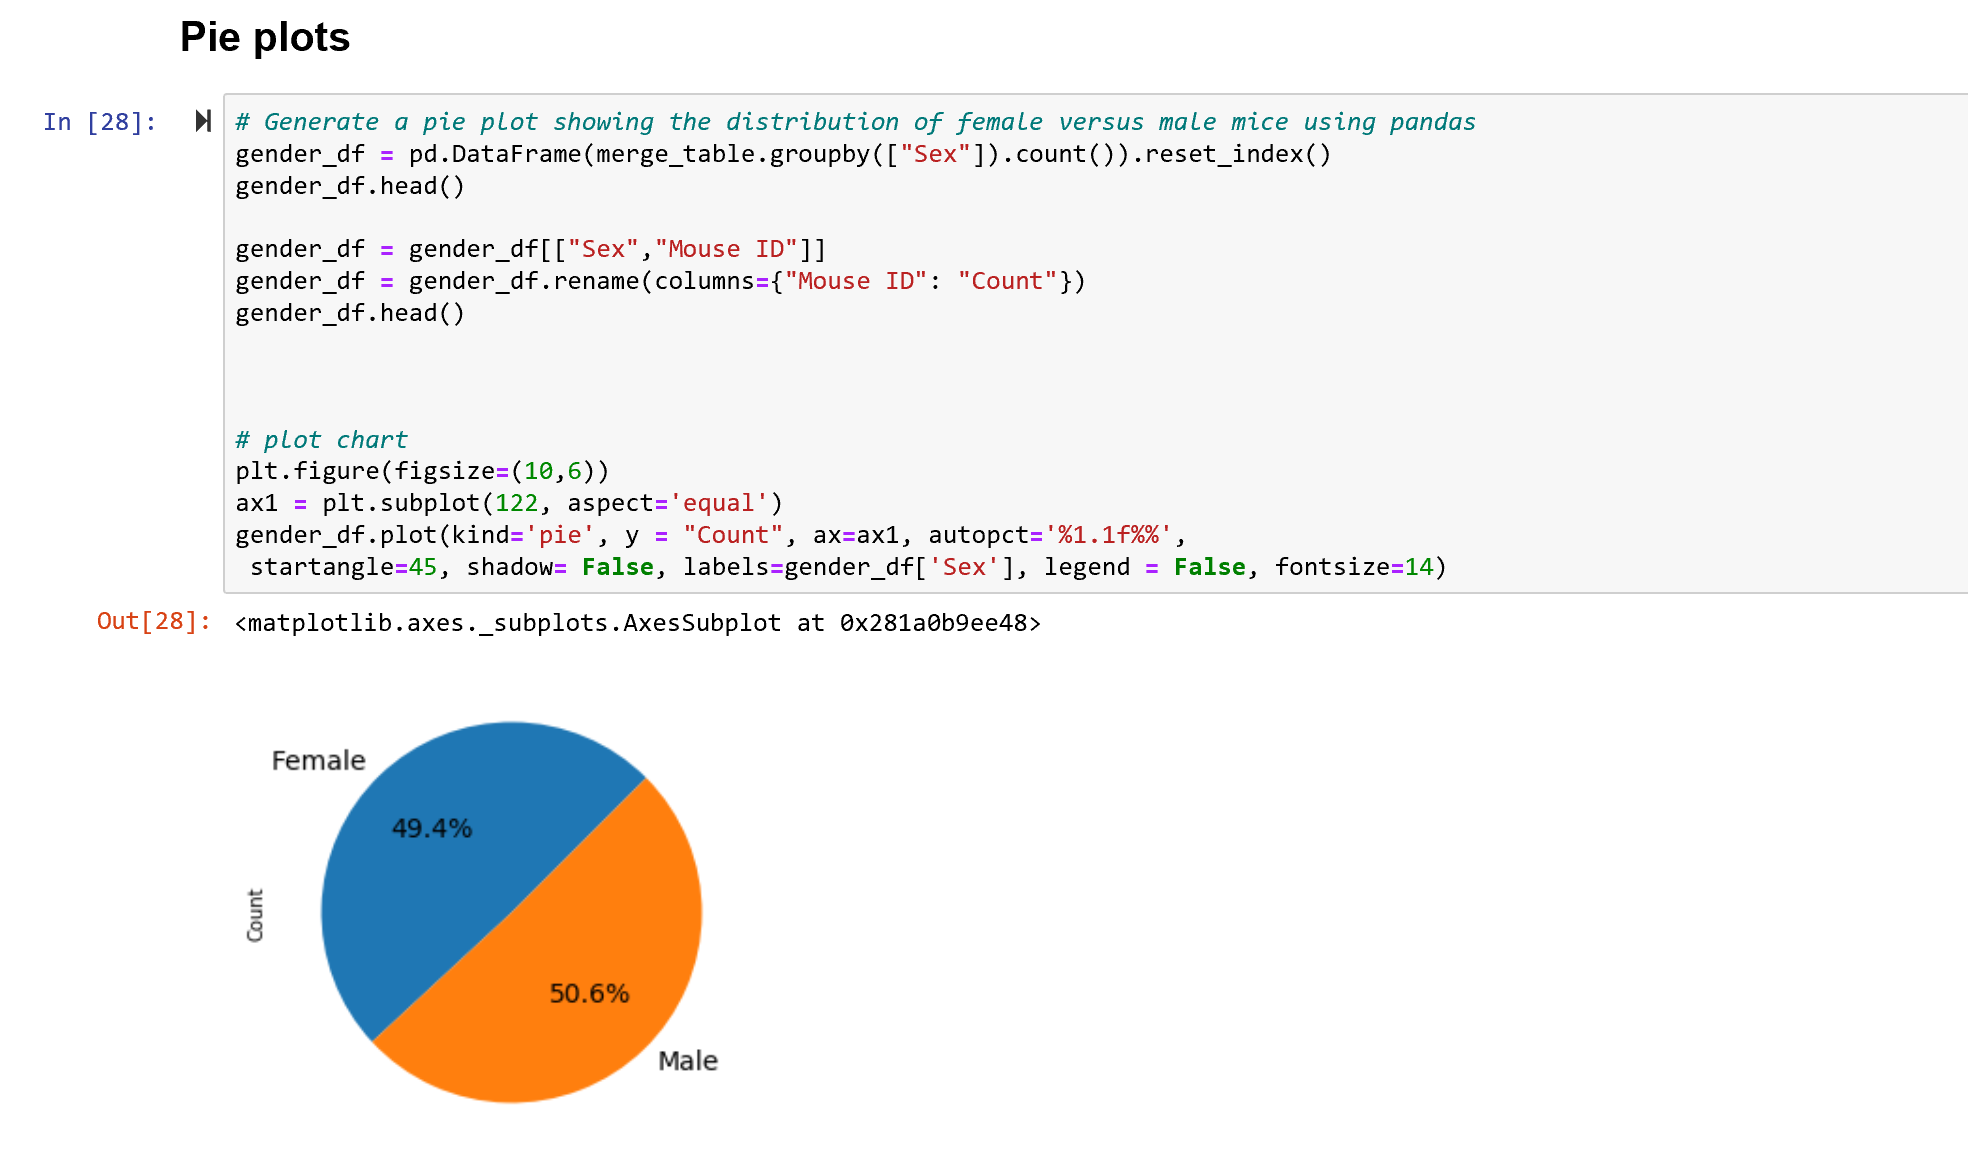 Pie plots
In [28]:
# Generate a pie plot showing the distribution of female versus male mice using pandas
gender_df = pd.DataFrame(merge_table.groupby(["Sex"]).count()).reset_index()
gender_df.head()
gender_df = gender_df[["Sex","Mouse ID"]]
gender_df = gender_df.rename(columns={"Mouse ID": "Count"})
gender_df.head()
# plot chart
plt.figure(figsize=(10,6))
ax1 = plt.subplot(122, aspect='equal')
gender_df.plot(kind='pie', y = "Count", ax=ax1, autopct='%1.1f%%',
 startangle=45, shadow= False, labels=gender_df['Sex'], legend = False, fontsize=14)
Out[28]: <matplotlib.axes._subplots.AxesSubplot at 0x281a0b9ee48>
Female
49.4%
Count
50.6%
Male